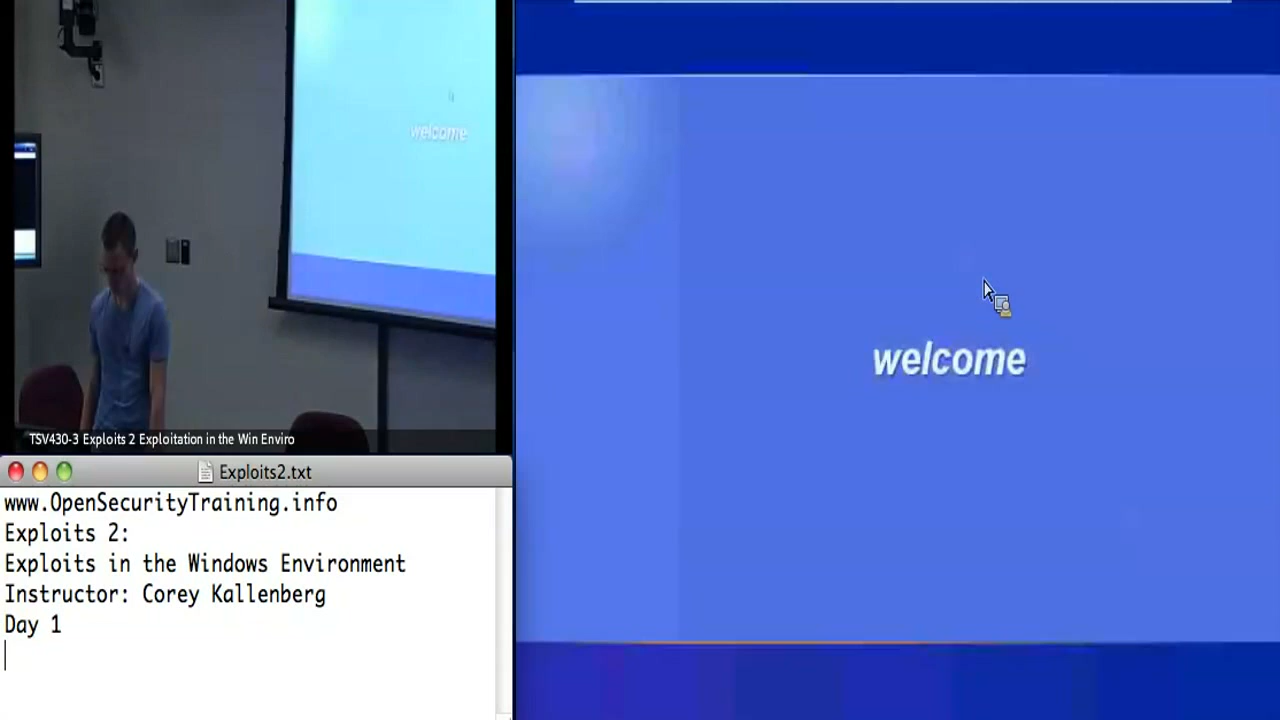 welcome
welcome
TSV430-3 Exploits 2 Exploitation in the Win Enviro
Exploits2.txt
www.OpenSecurityTraining.info
Exploits 2:
Exploits in the Windows Environment
Instructor: Corey Kallenberg
Day 1